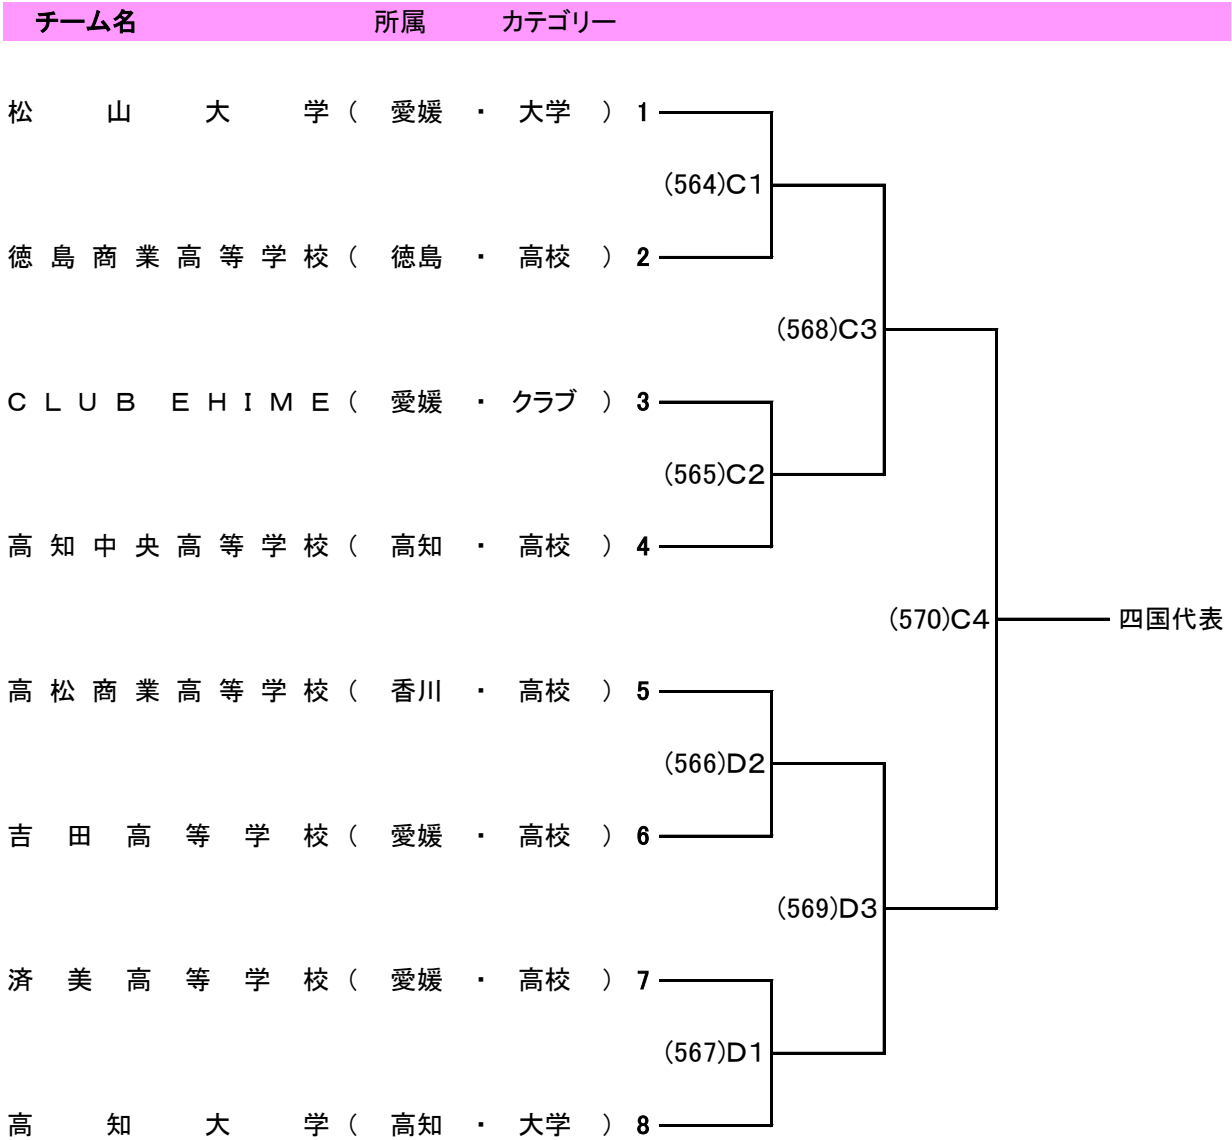 チーム名 所属 カテゴリー
松山大学（ 愛媛 ・ 大学 ） 1
(564)C1
徳島商業高等学校（ 徳島 ・ 高校 ） 2
(568)C3
CLUB EHIME（ 愛媛 ・ クラブ ） 3
(565)C2
高知中央高等学校（ 高知 ・ 高校 ） 4
(570)C4 四国代表
高松商業高等学校（ 香川 ・ 高校 ） 5
(566)D2
吉田高等学校（ 愛媛 ・ 高校 ） 6
(569)D3
済美高等学校（ 愛媛 ・ 高校 ） 7
(567)D1
高知大学（ 高知 ・ 大学 ） 8